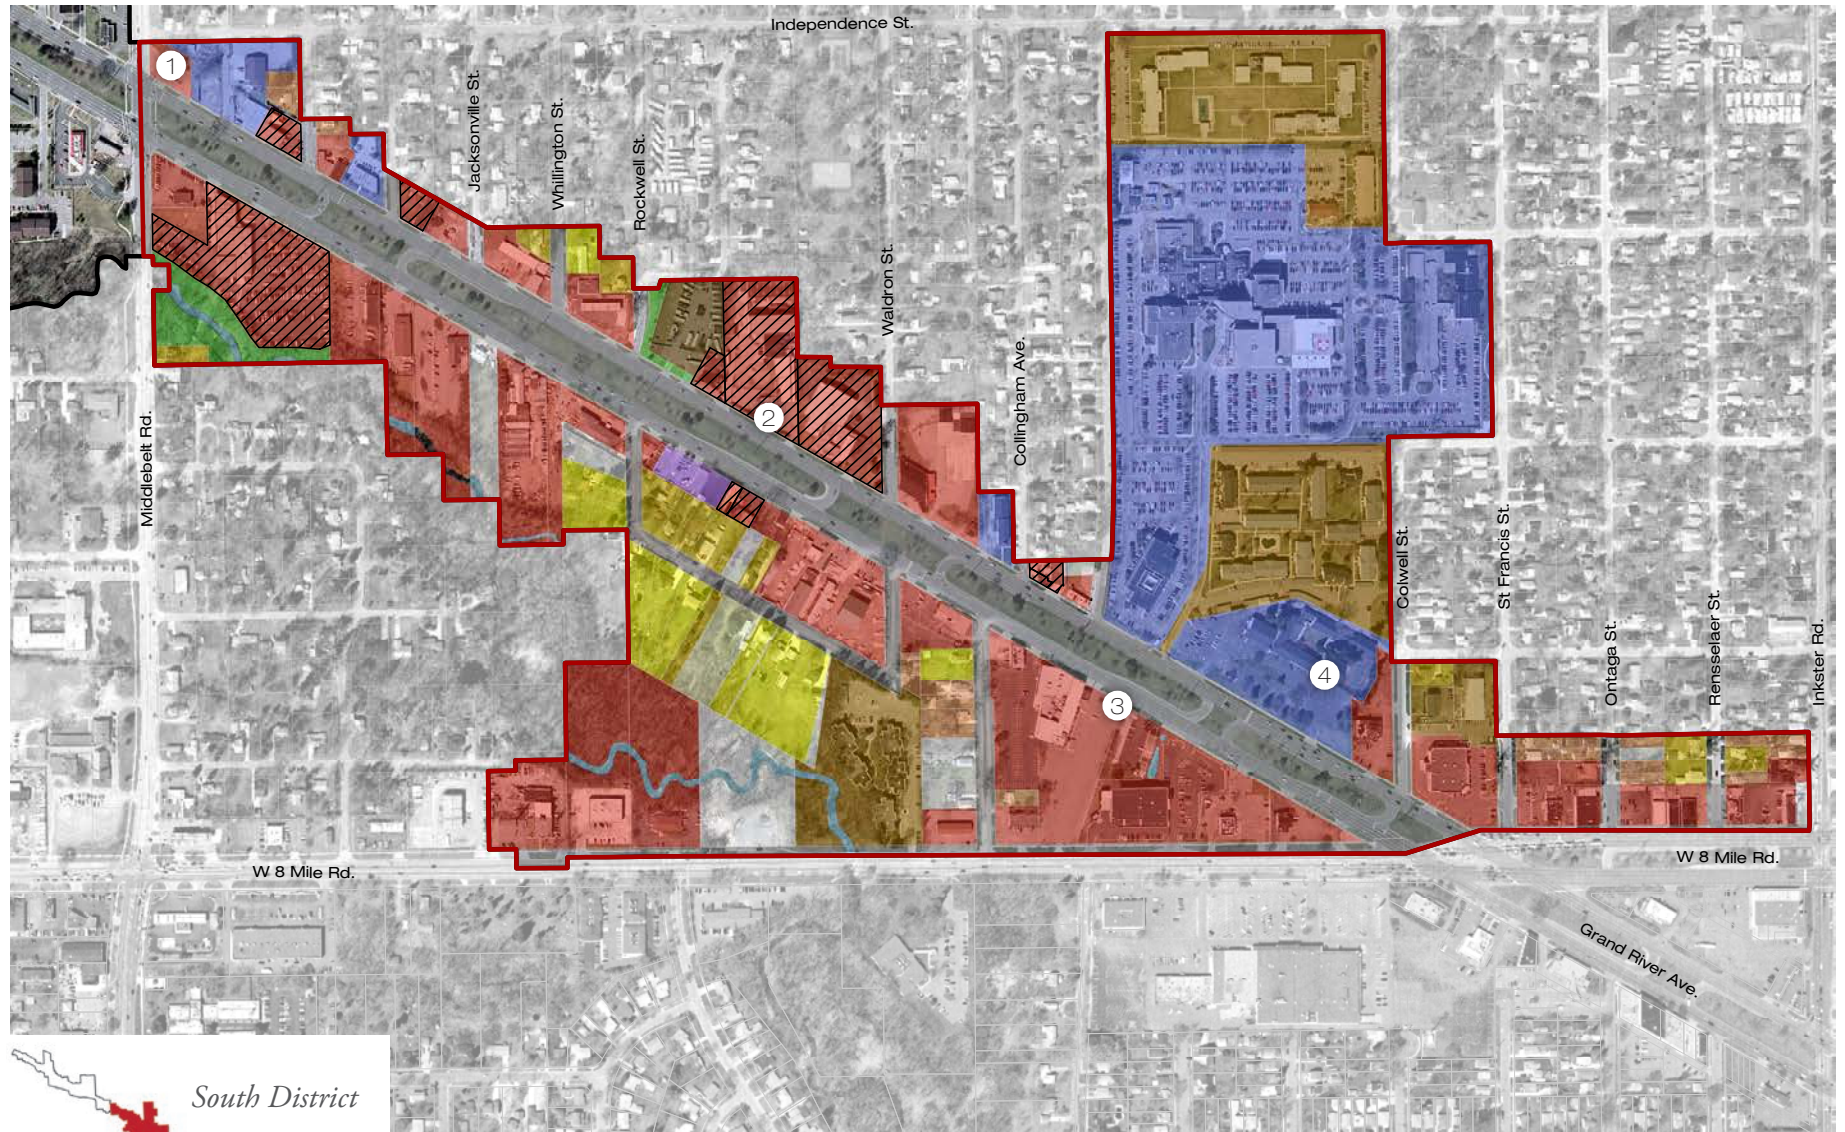 Independence St.
1
Jacksonville St.
Whillington St.
Rockwell St.
Waldron St.
Collingham Ave.
2
Middlebelt Rd.
Colwell St.
St Francis St.
Ontaga St.
Rensselaer St.
Inkster Rd.
4
3
W 8 Mile Rd.
W 8 Mile Rd.
Grand River Ave.
South District